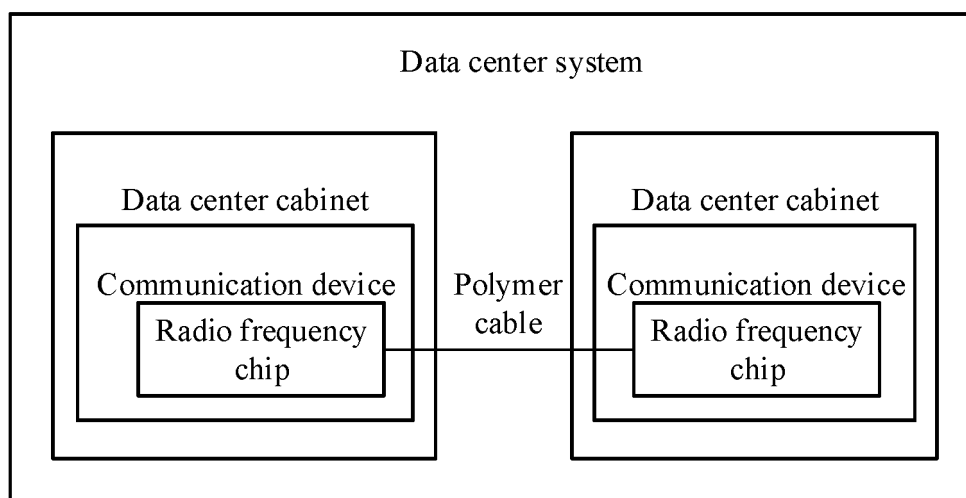 Data center system
Data center cabinet
Communication device
Radio frequency
chip
Polymer
cable
Data center cabinet
Communication device
Radio frequency
chip